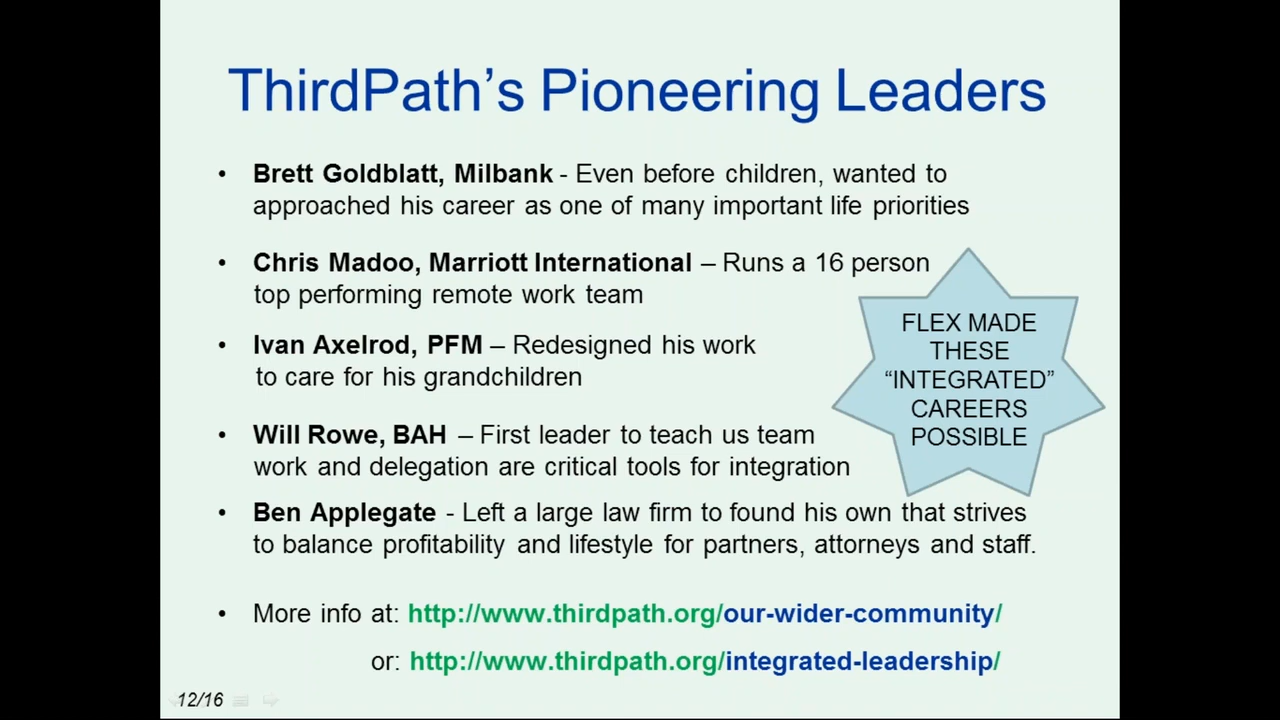 ThirdPath's Pioneering Leaders
• Brett Goldblatt, Milbank - Even before children, wanted to
approached his career as one of many important life priorities
• Chris Madoo, Marriott International – Runs a 16 person
top performing remote work team
• Ivan Axelrod, PFM – Redesigned his work
to care for his grandchildren
• Will Rowe, BAH – First leader to teach us team
work and delegation are critical tools for integration
• Ben Applegate - Left a large law firm to found his own that strives
to balance profitability and lifestyle for partners, attorneys and staff.
FLEX MADE
THESE
“INTEGRATED”
CAREERS
POSSIBLE
• More info at: http://www.thirdpath.org/our-wider-community/
or: http://www.thirdpath.org/integrated-leadership/
12/16